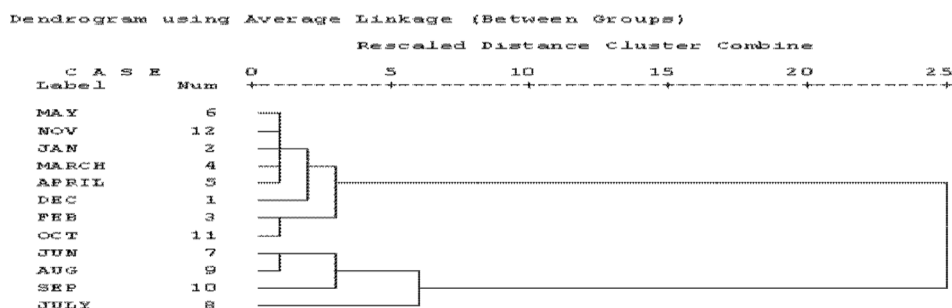 Dendrogram using Average Linkage (Between Groups)
Rescaled Distance Cluster Combine
C A S E 0 5 10 15 20 25
Label Num
MAY 6
NOV 12
JAN 2
MARCH 4
APRIL 5
DEC 1
FEB 3
OCT 11
JUN 7
AUG 9
SEP 10
JULY 8